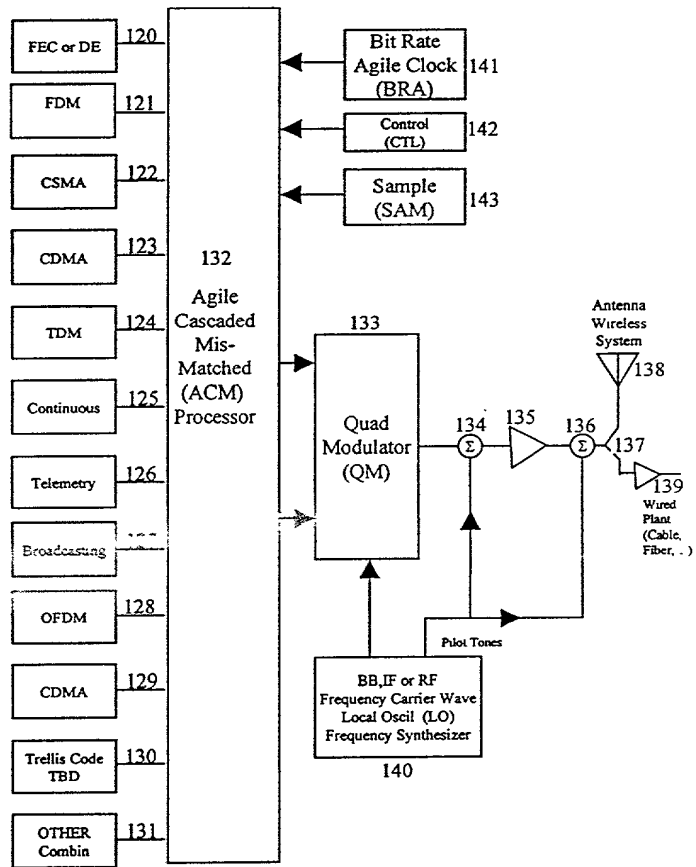 FEC or DE
120
FDM
121
CSMA
122
CDMA
123
TDM
124
Continuous
125
Telemetry
126
Broadcasting
OFDM
128
CDMA
129
Trellis Code
TBD
130
OTHER
Combin
131
132
Agile
Cascaded
Mis-
Matched
(ACM)
Processor
Bit Rate
Agile Clock
(BRA)
141
Control
(CTL)
142
Sample
(SAM)
143
133
Quad
Modulator
(QM)
134
Σ
135
136
Σ
137
Antenna
Wireless
System
138
139
Wired
Plant
(Cable,
Fiber, . )
Pilot Tones
BB,IF or RF
Frequency Carrier Wave
Local Oscil (LO)
Frequency Synthesizer
140